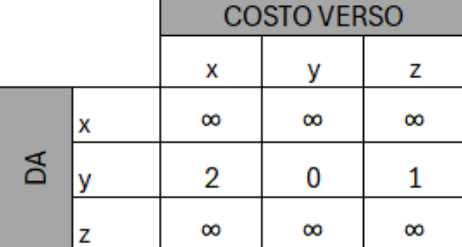 COSTO VERSO
x y z
DA
x ∞ ∞ ∞
y 2 0 1
z ∞ ∞ ∞